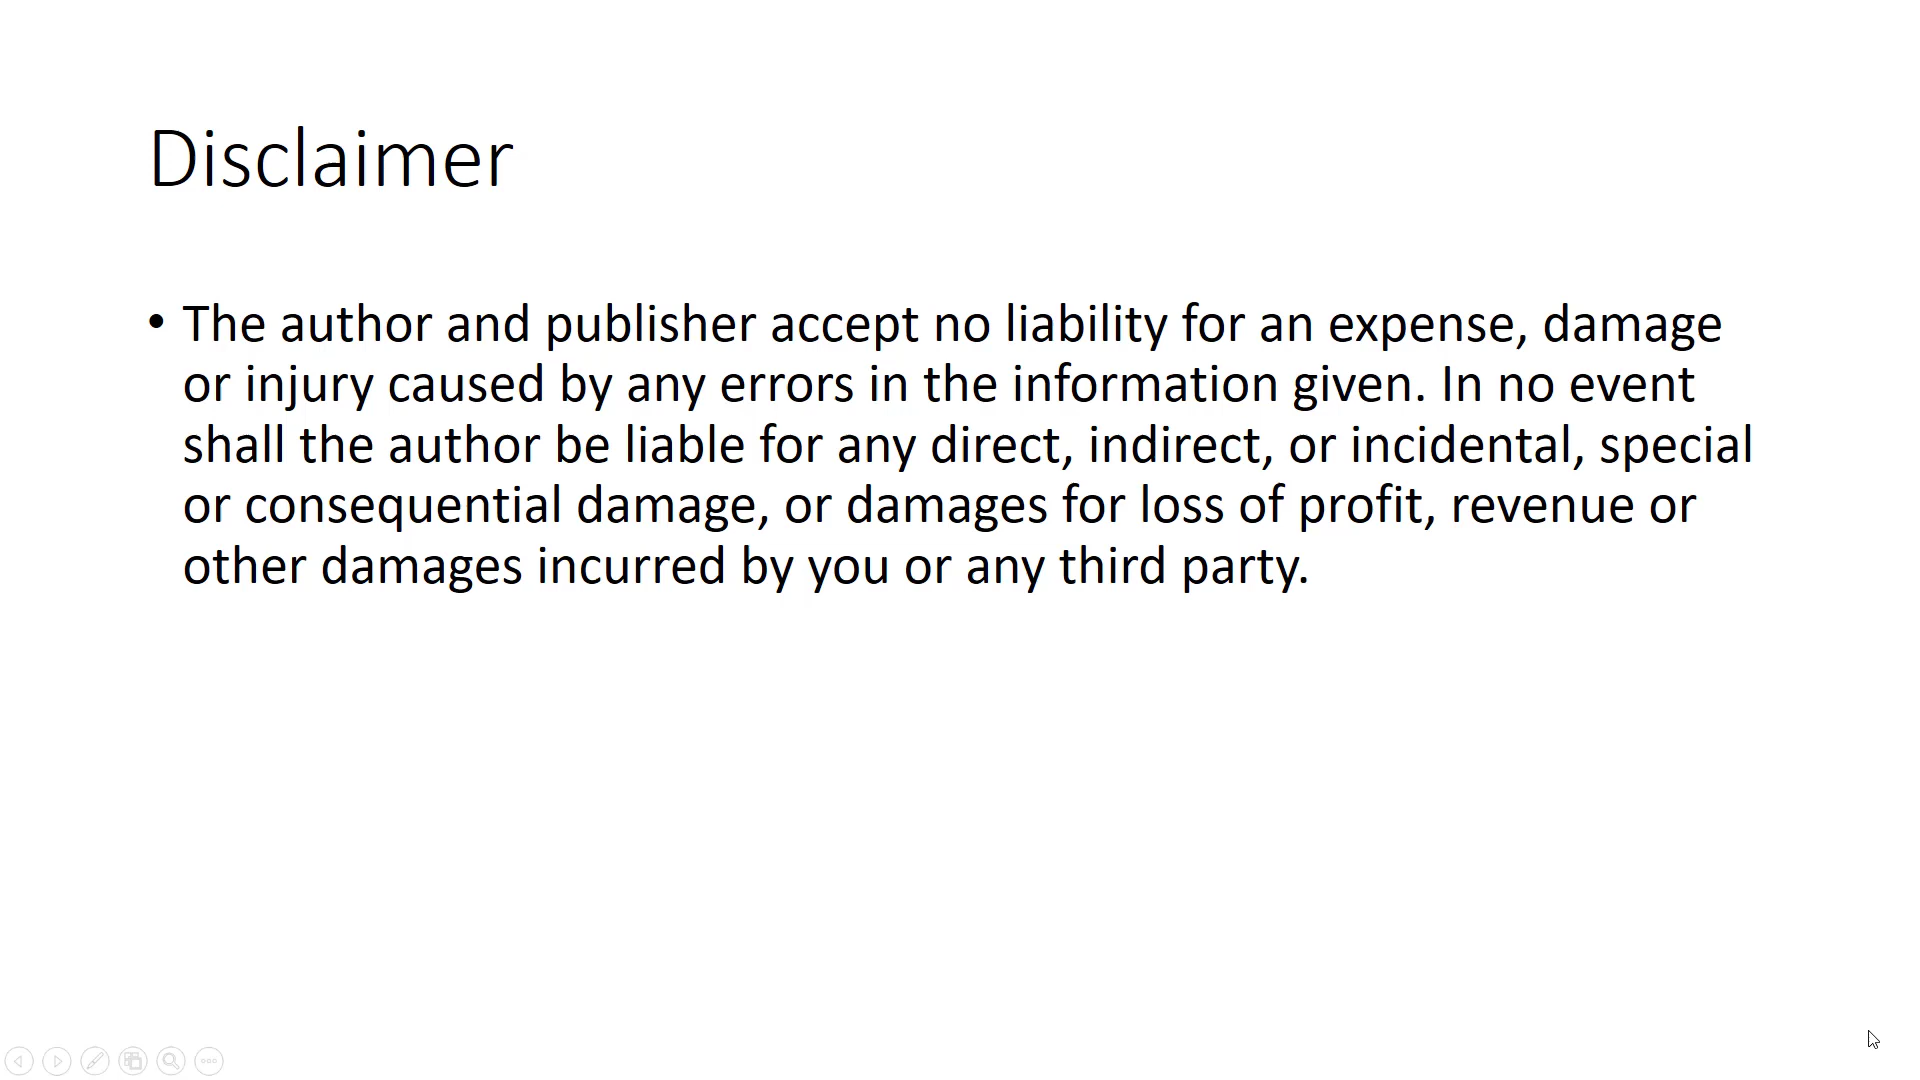 Disclaimer
• The author and publisher accept no liability for an expense, damage
or injury caused by any errors in the information given. In no event
shall the author be liable for any direct, indirect, or incidental, special
or consequential damage, or damages for loss of profit, revenue or
other damages incurred by you or any third party.